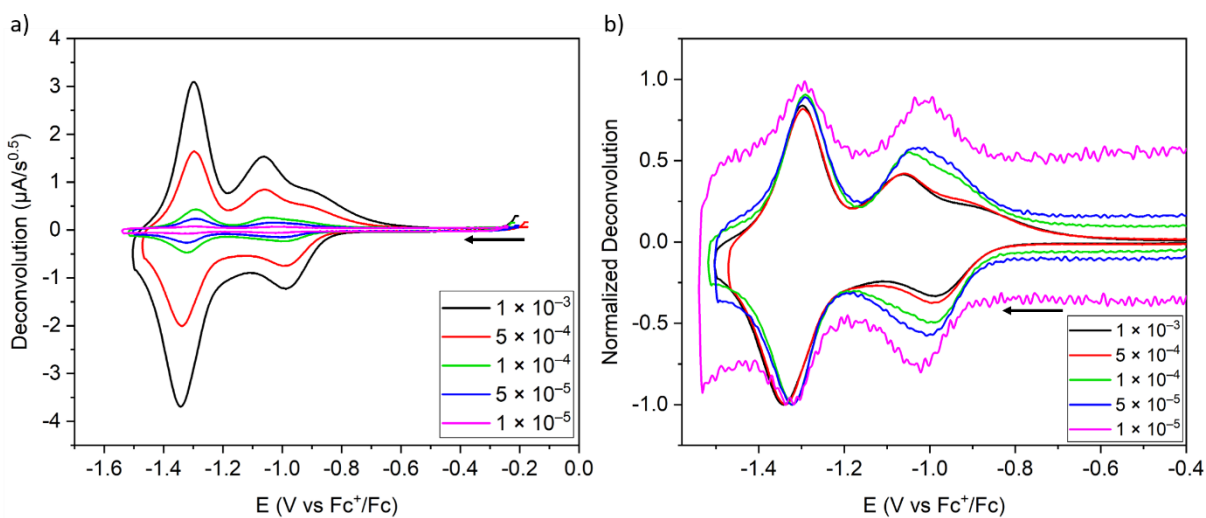 a)
Deconvolution (µA/s^0.5)
4
3
2
1
0
-1
-2
-3
-4
-1.6 -1.4 -1.2 -1.0 -0.8 -0.6 -0.4 -0.2 0.0
E (V vs Fc⁺/Fc)
1 × 10⁻³
5 × 10⁻⁴
1 × 10⁻⁴
5 × 10⁻⁵
1 × 10⁻⁵
b)
Normalized Deconvolution
1.0
0.5
0.0
-0.5
-1.0
-1.4 -1.2 -1.0 -0.8 -0.6 -0.4
E (V vs Fc⁺/Fc)
1 × 10⁻³
5 × 10⁻⁴
1 × 10⁻⁴
5 × 10⁻⁵
1 × 10⁻⁵